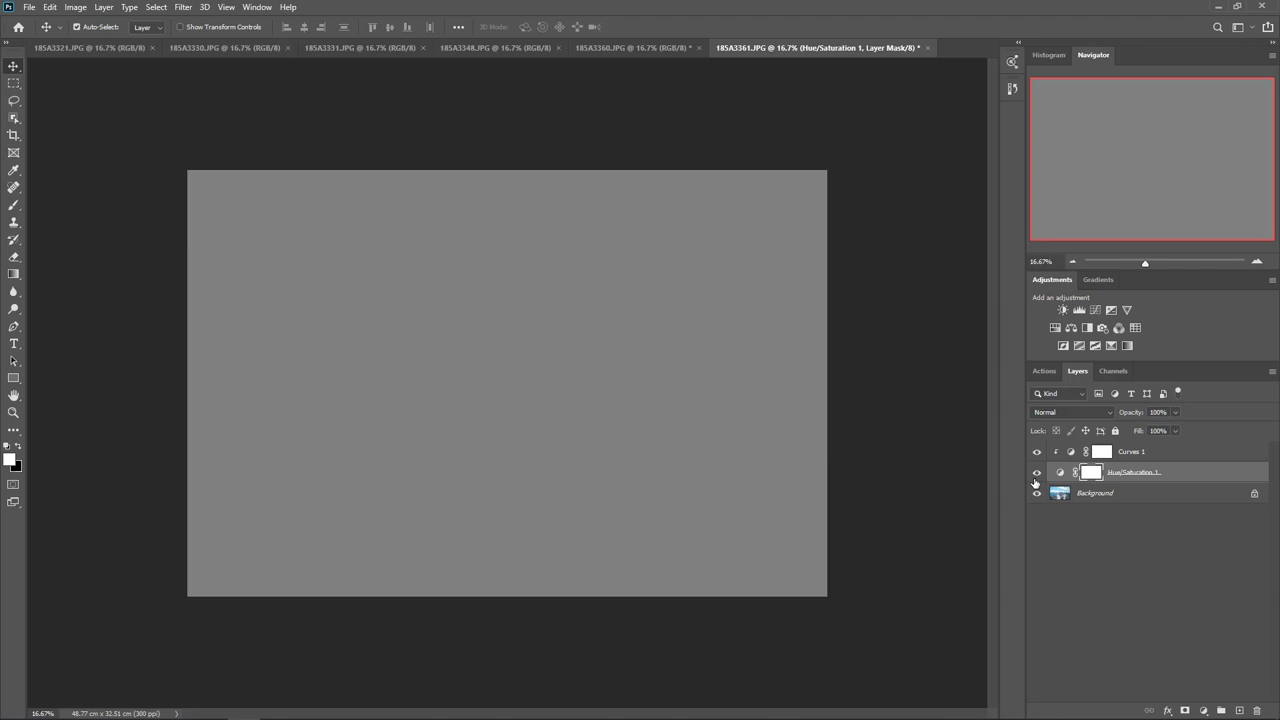 Ps File Edit Image Layer Type Select Filter 3D View Window Help
Auto-Select: Layer Show Transform Controls 3D Mode:
185A3321.JPG @ 16.7% (RGB/8) 185A3330.JPG @ 16.7% (RGB/8) 185A3331.JPG @ 16.7% (RGB/8) 185A3348.JPG @ 16.7% (RGB/8) 185A3360.JPG @ 16.7% (RGB/8) * 185A3361.JPG @ 16.7% (Hue/Saturation 1, Layer Mask/8) *
Histogram Navigator
16.67%
Adjustments Gradients
Add an adjustment
Actions Layers Channels
Kind
Normal Opacity: 100%
Lock: Fill: 100%
Curves 1
Hue/Saturation 1
Background
16.67% 48.77 cm x 32.51 cm (300 ppi)